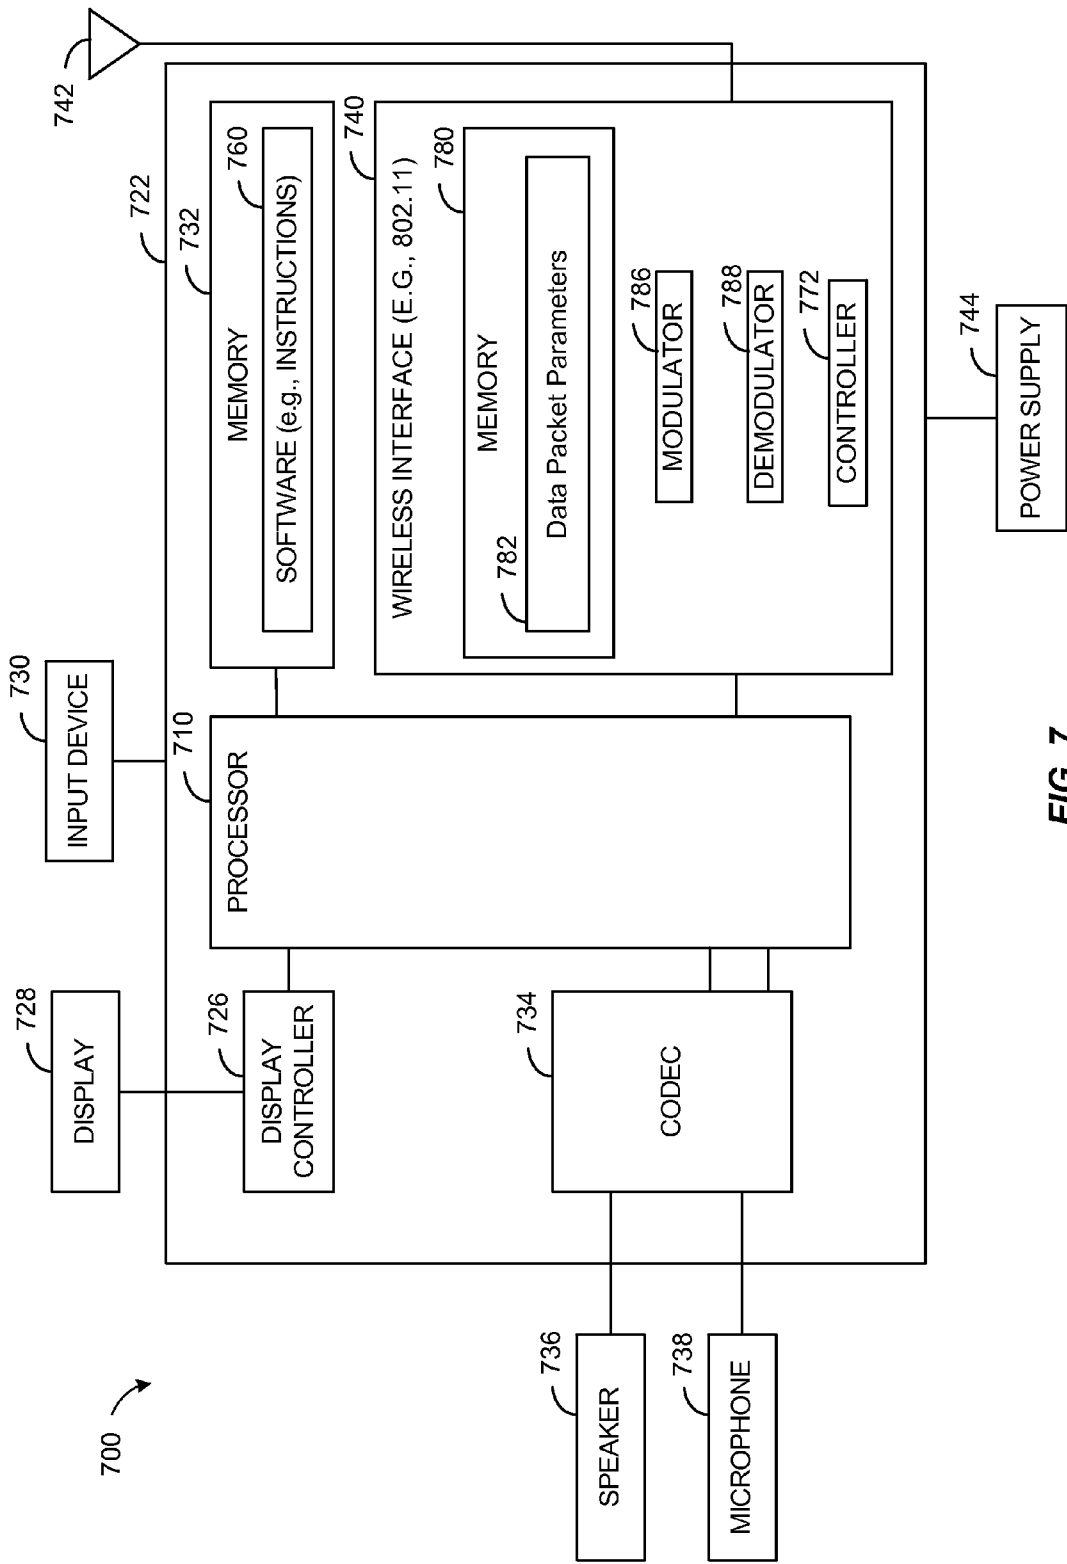 700
728
DISPLAY
730
INPUT DEVICE
742
722
726
DISPLAY
CONTROLLER
710
PROCESSOR
732
MEMORY
760
SOFTWARE (e.g., INSTRUCTIONS)
740
WIRELESS INTERFACE (E.G., 802.11)
780
MEMORY
782
Data Packet Parameters
786
MODULATOR
788
DEMODULATOR
772
CONTROLLER
734
CODEC
736
SPEAKER
738
MICROPHONE
744
POWER SUPPLY
FIG. 7